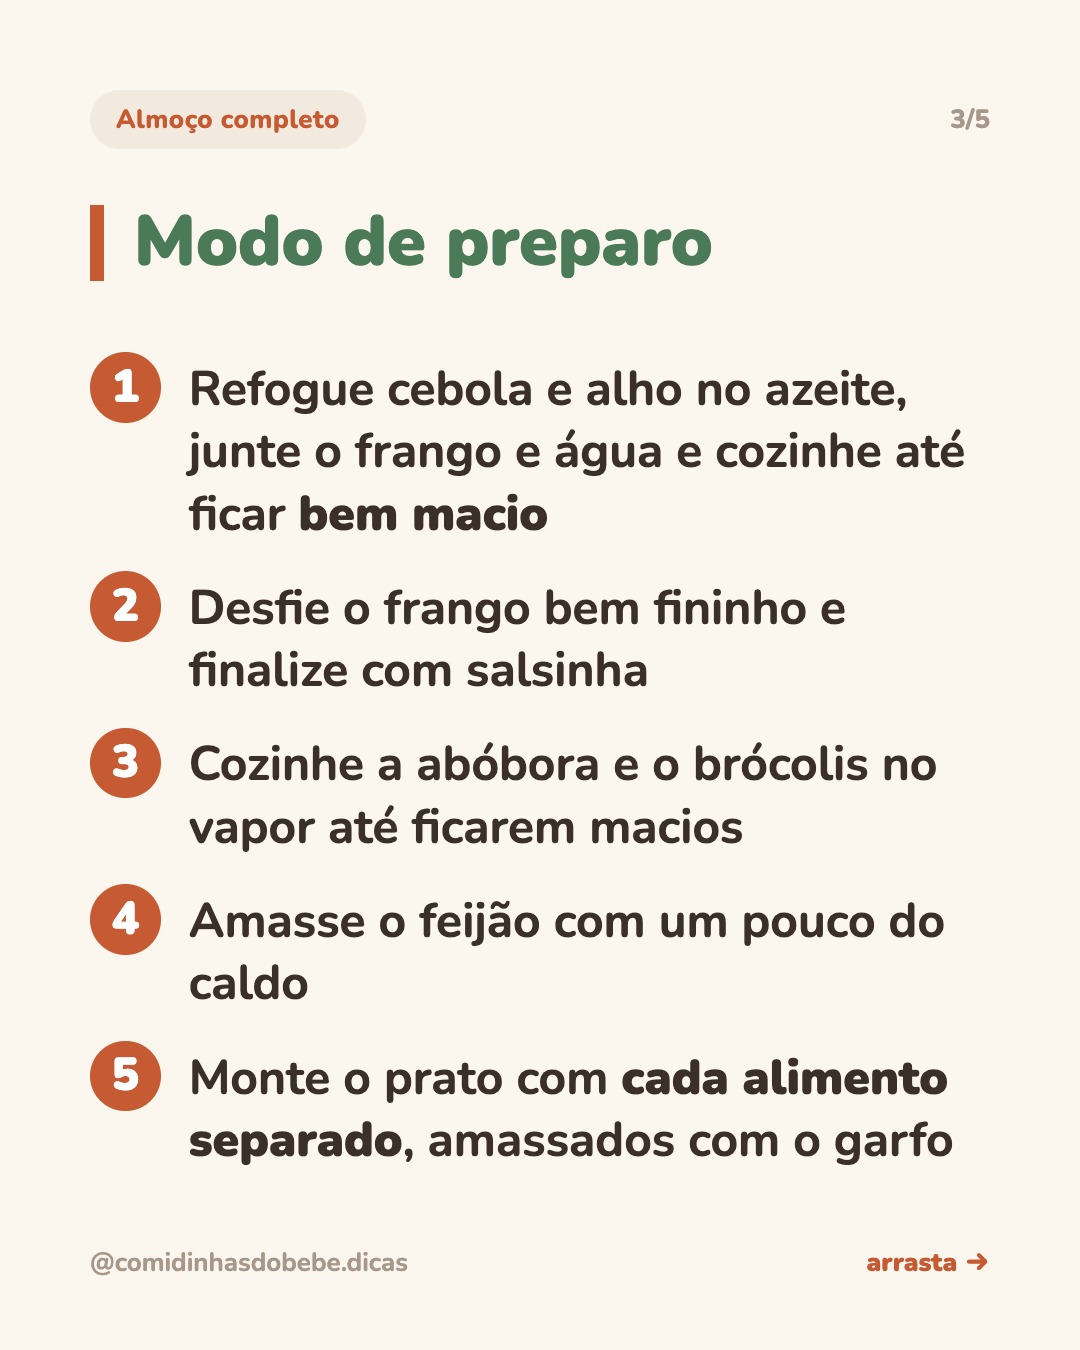 Almoço completo
3/5
Modo de preparo
1
Refogue cebola e alho no azeite,
junte o frango e água e cozinhe até
ficar bem macio
2
Desfie o frango bem fininho e
finalize com salsinha
3
Cozinhe a abóbora e o brócolis no
vapor até ficarem macios
4
Amasse o feijão com um pouco do
caldo
5
Monte o prato com cada alimento
separado, amassados com o garfo
@comidinhasdobebe.dicas
arrasta →